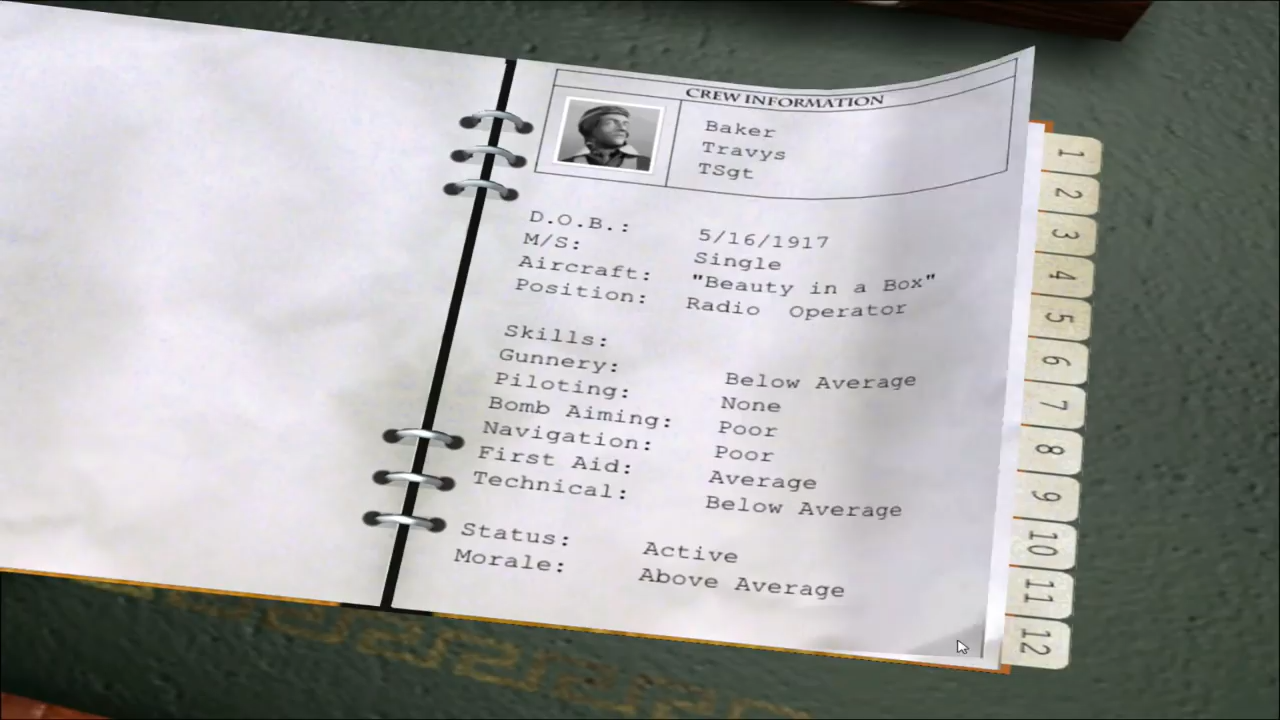 CREW INFORMATION
Baker
Travys
TSgt
D.O.B.: 5/16/1917
M/S: Single
Aircraft: "Beauty in a Box"
Position: Radio Operator
Skills:
Gunnery: Below Average
Piloting: None
Bomb Aiming: Poor
Navigation: Poor
First Aid: Average
Technical: Below Average
Status: Active
Morale: Above Average
1
2
3
4
5
6
7
8
9
10
11
12